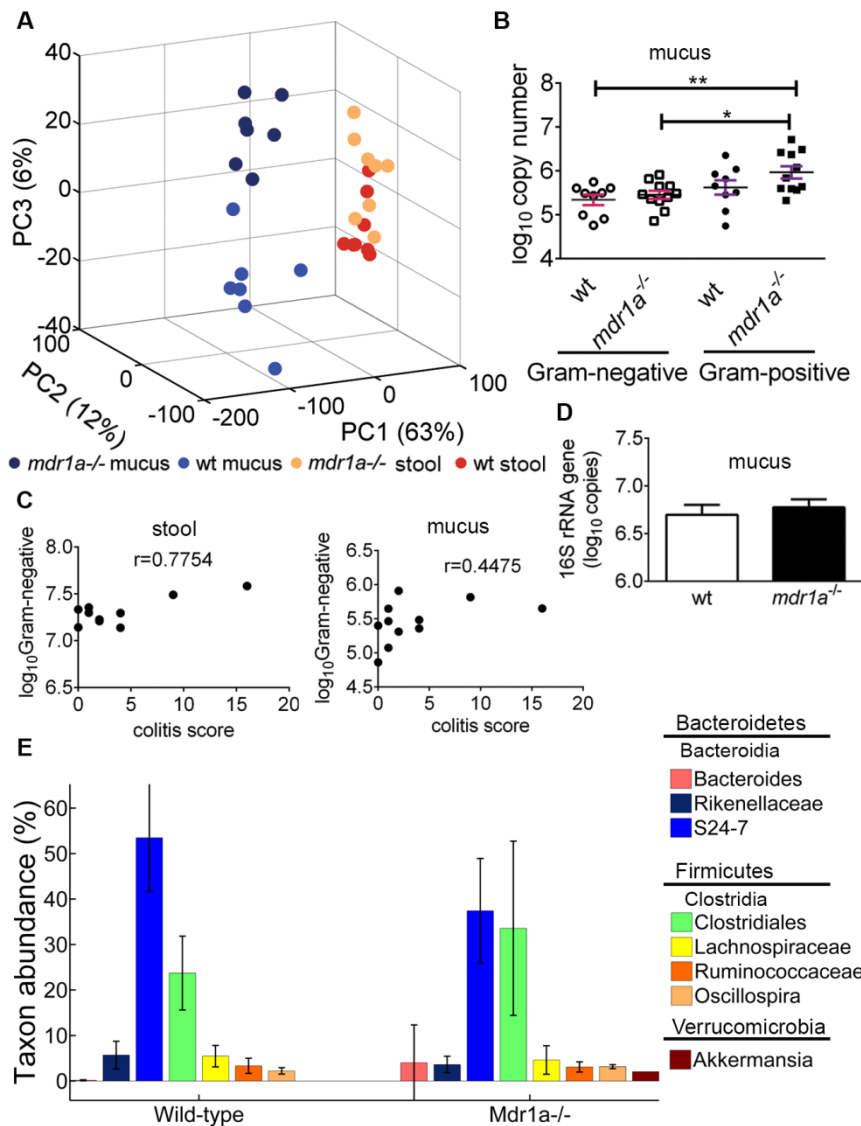 A
40
20
0
-20
-40
PC3 (6%)
100
0
-100
PC2 (12%)
-200
-100
0
100
PC1 (63%)
mdr1a-/- mucus
wt mucus
mdr1a-/- stool
wt stool
B
mucus
**
*
8
7
6
5
4
log10 copy number
wt
mdr1a-/-
wt
mdr1a-/-
Gram-negative
Gram-positive
C
stool
r=0.7754
8.0
7.5
7.0
6.5
log10Gram-negative
0 5 10 15 20
colitis score
mucus
r=0.4475
6.5
6.0
5.5
5.0
4.5
log10Gram-negative
0 5 10 15 20
colitis score
D
mucus
7.5
7.0
6.5
6.0
16S rRNA gene
(log10 copies)
wt
mdr1a-/-
E
60
50
40
30
20
10
0
Taxon abundance (%)
Wild-type
Mdr1a-/-
Bacteroidetes
Bacteroidia
Bacteroides
Rikenellaceae
S24-7
Firmicutes
Clostridia
Clostridiales
Lachnospiraceae
Ruminococcaceae
Oscillospira
Verrucomicrobia
Akkermansia